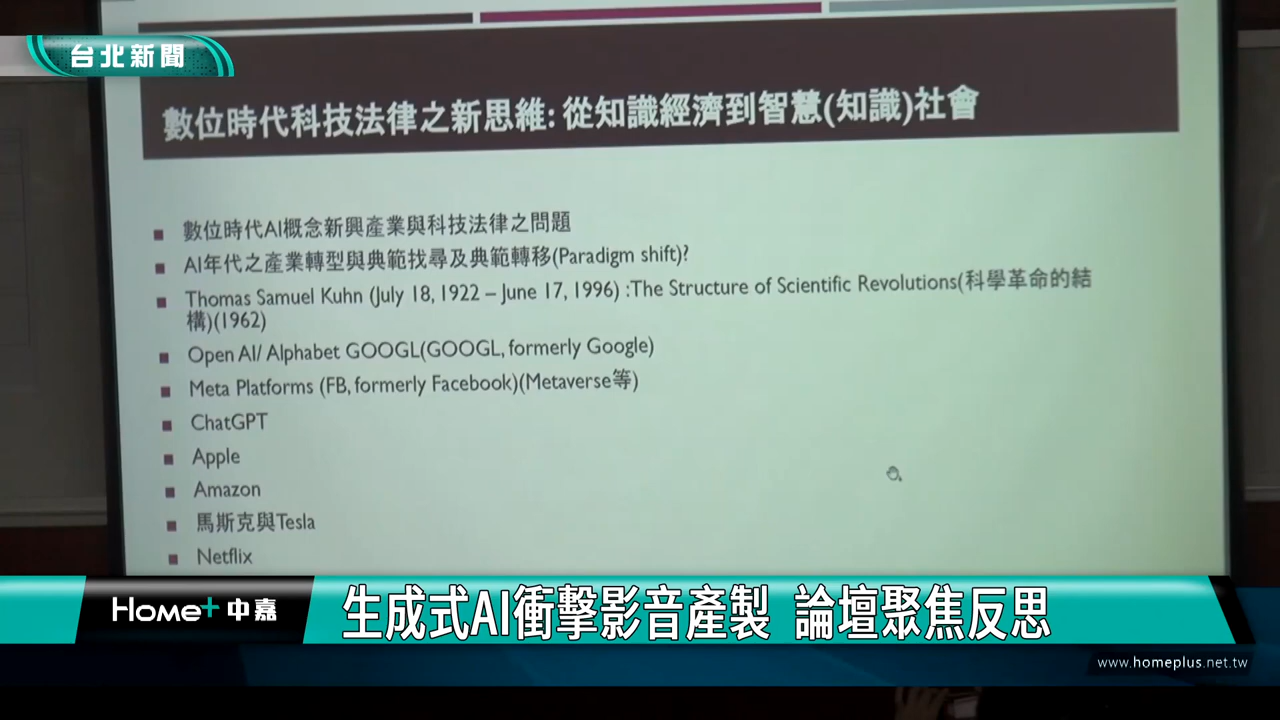 台北新聞
數位時代科技法律之新思維: 從知識經濟到智慧(知識)社會
數位時代AI概念新興產業與科技法律之問題
AI年代之產業轉型與典範找尋及典範轉移(Paradigm shift)?
Thomas Samuel Kuhn (July 18, 1922 – June 17, 1996) :The Structure of Scientific Revolutions(科學革命的結
構)(1962)
Open AI/ Alphabet GOOGL(GOOGL, formerly Google)
Meta Platforms (FB, formerly Facebook)(Metaverse等)
ChatGPT
Apple
Amazon
馬斯克與Tesla
Netflix
Home+ 中嘉
生成式AI衝擊影音產製 論壇聚焦反思
www.homeplus.net.tw